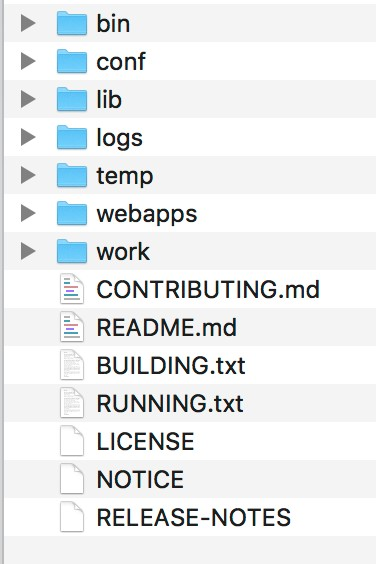 bin
conf
lib
logs
temp
webapps
work
CONTRIBUTING.md
README.md
BUILDING.txt
RUNNING.txt
LICENSE
NOTICE
RELEASE-NOTES